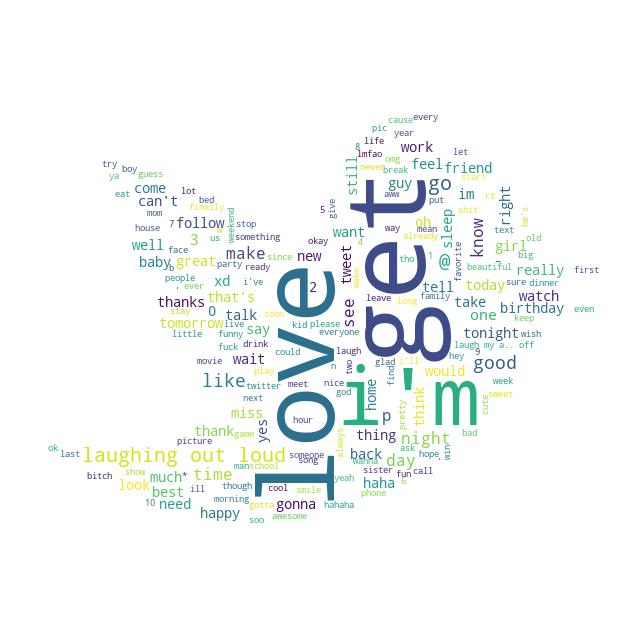 cause every
pic
year
8
life
work
let
try
boy
lmfao
omg
ya
guess
never
break
feel
friend
start
come
still
guy
go
im
rt
eat
lot
aww
put
right
can't
bed
finally
shit
he's
mom
5
give
way
mean
text
old
house
7
follow
w
stop
weekend
oh
already
sleep
know
girl
3
us
something
want
4
1
big
well
face
make
okay
tweet
tho
@
favorite
-
really
first
b
baby
great
since
new
wake
tell
beautiful
people
ready
family
today
sure
dinner
, ever
xd
i've
2
leave
long
take
watch
thanks
that's
see
get
stay
0
live
talk
soon
kid
please
one
birthday
even
tomorrow
say
everyone
tonight
wish
keep
little
funny
fuck
drink
could
laugh
glad
i'll
hey
9
laugh my a.. off
movie
party
wait
love
n
two
find
would
good
like
play
nice
home
i'm
week
twitter
meet
god
think
cute
sweet
next
miss
hour
p
pretty
thank
game
yes
thing
night
bad
ok
picture
always
ask
win
last
laughing out loud
someone
song
wanna
back
hope
.
day
bitch
show
man
school
sister
fun
call
much
*
time
yeah
haha
6
look
best
ill
though
cool
smile
phone
10
need
morning
gotta
gonna
hahaha
happy
soo
awesome